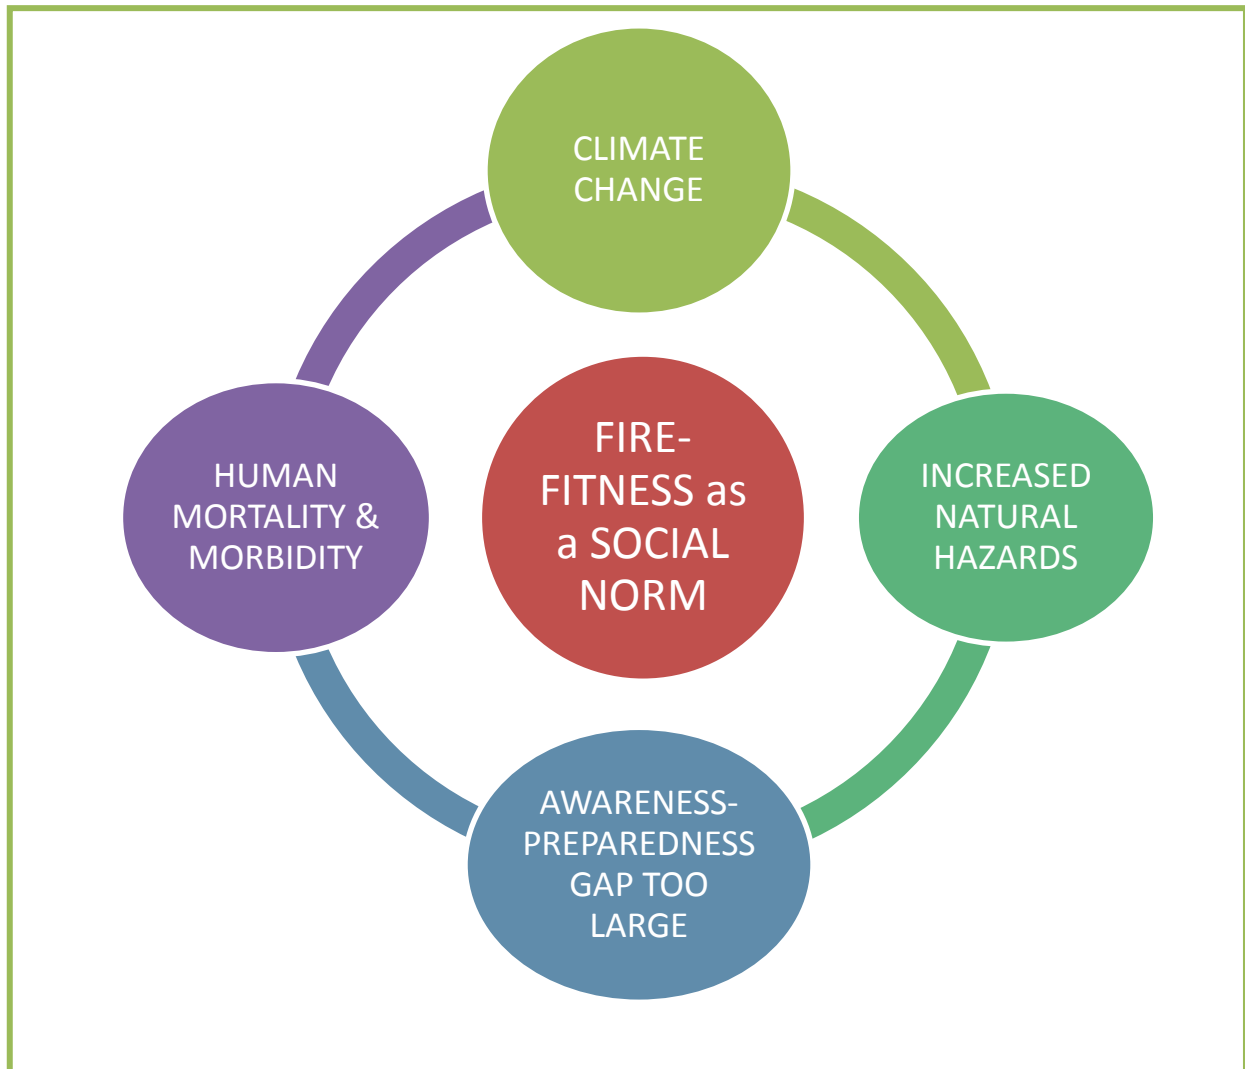 CLIMATE
CHANGE
FIRE-
FITNESS as
a SOCIAL
NORM
HUMAN
MORTALITY &
MORBIDITY
INCREASED
NATURAL
HAZARDS
AWARENESS-
PREPAREDNESS
GAP TOO
LARGE